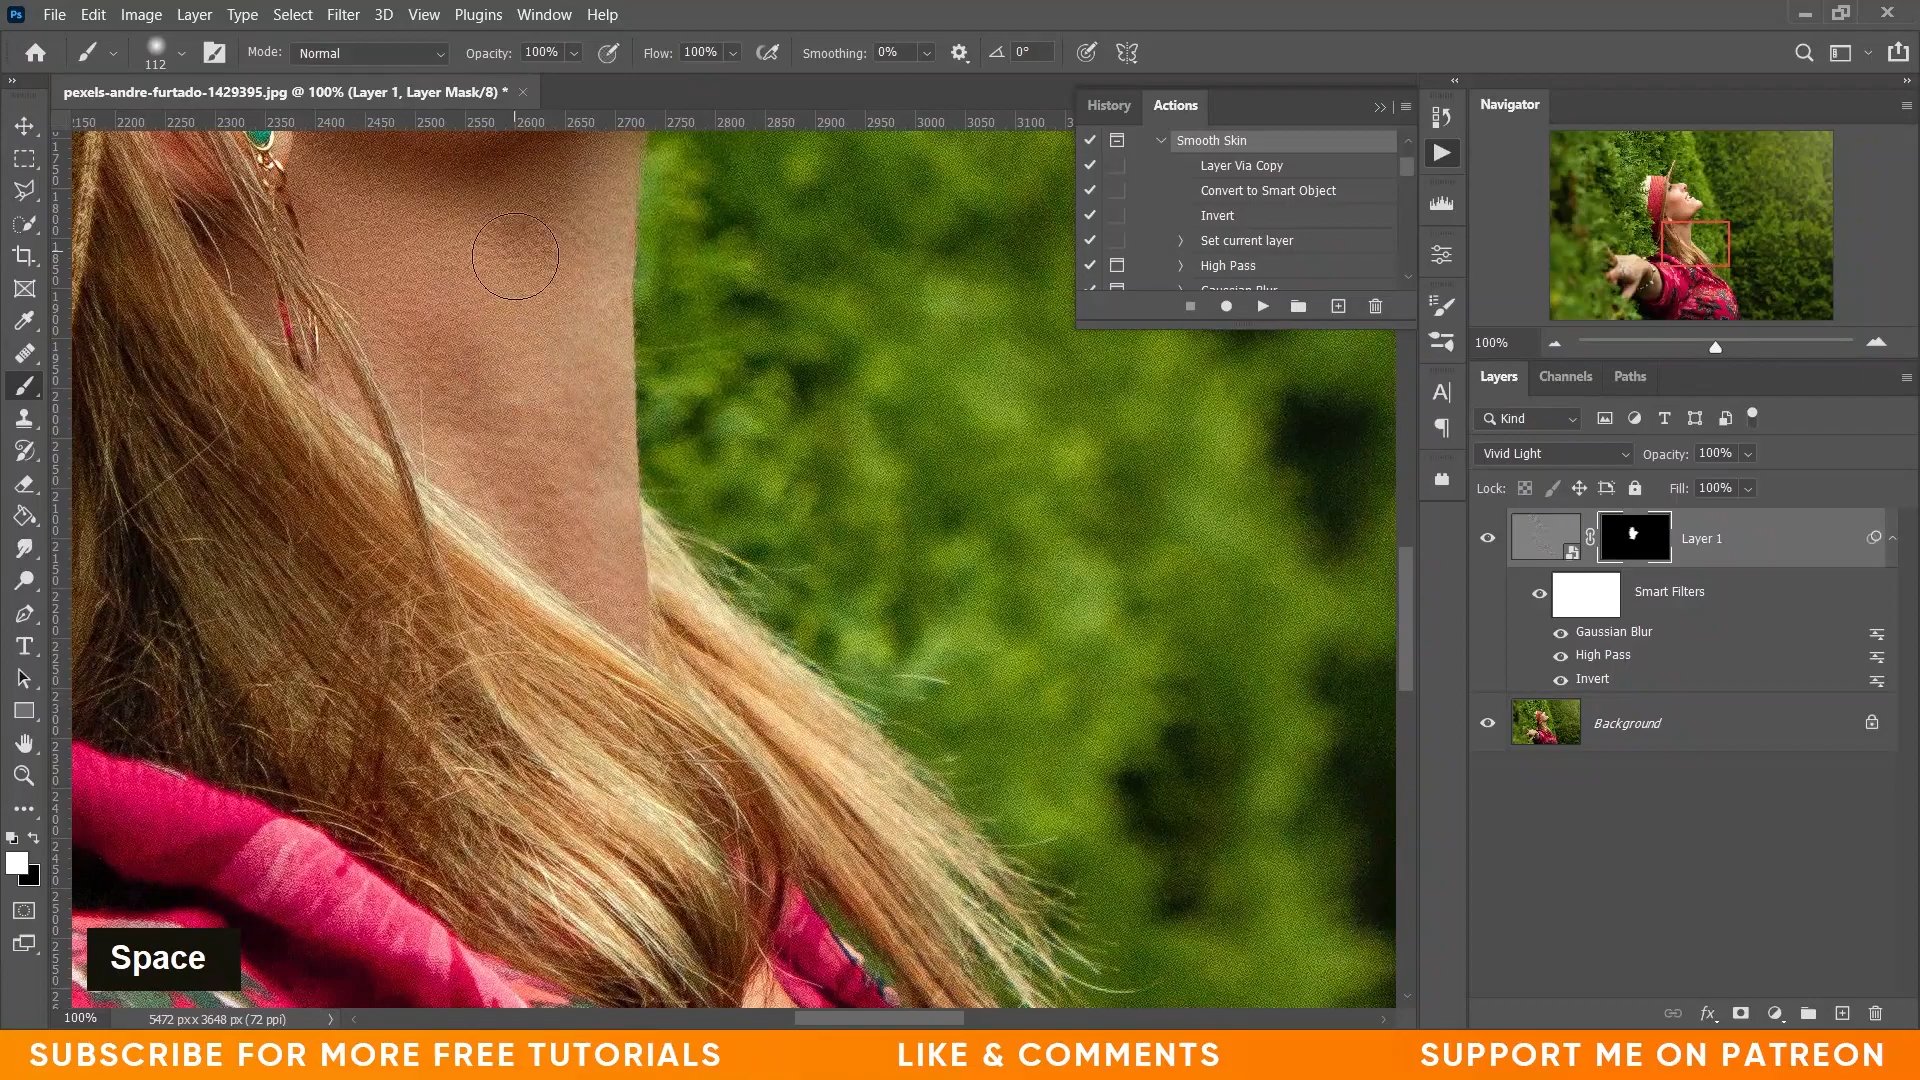 Ps File Edit Image Layer Type Select Filter 3D View Plugins Window Help
112 Mode: Normal Opacity: 100% Flow: 100% Smoothing: 0% 0°
pexels-andre-furtado-1429395.jpg @ 100% (Layer 1, Layer Mask/8) *
2150 2200 2250 2300 2350 2400 2450 2500 2550 2600 2650 2700 2750 2800 2850 2900 2950 3000 3050 3100
History Actions
Smooth Skin
Layer Via Copy
Convert to Smart Object
Invert
Set current layer
High Pass
Gaussian Blur
Navigator
100%
Layers Channels Paths
Kind
Vivid Light Opacity: 100%
Lock: Fill: 100%
Layer 1
Smart Filters
Gaussian Blur
High Pass
Invert
Background
Space
100% 5472 px x 3648 px (72 ppi)
SUBSCRIBE FOR MORE FREE TUTORIALS LIKE & COMMENTS SUPPORT ME ON PATREON